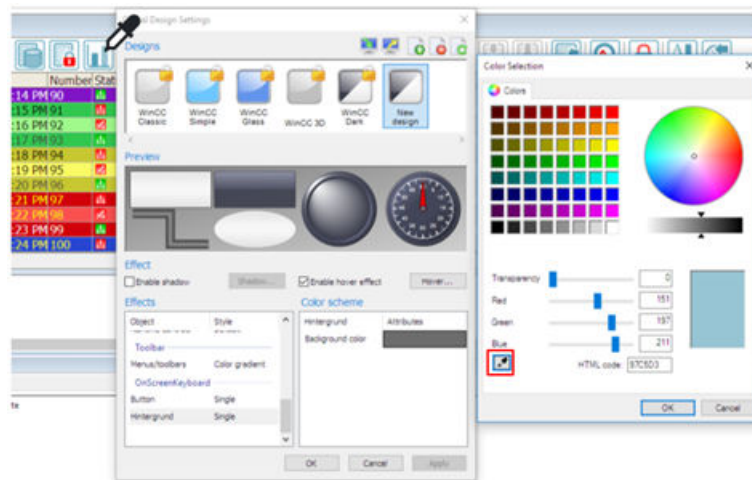 Design Settings
Designs
WinCC Classic
WinCC Simple
WinCC Glass
WinCC 3D
WinCC Dark
New design
Preview
Effect
Enable shadow
Shadow...
Enable hover effect
Hover...
Effects
Color scheme
Object Style
Toolbar
Menus/toolbars Color gradient
OnScreenKeyboard
Button Single
Hintergrund Single
Hintergrund Attributes
Background color
OK
Cancel
Apply
Number Stat
:14 PM 90
:15 PM 91
:16 PM 92
:17 PM 93
:18 PM 94
:19 PM 95
:20 PM 96
:21 PM 97
:22 PM 98
:23 PM 99
:24 PM 100
Color Selection
Colors
Transparency 0
Red 151
Green 197
Blue 211
HTML code: 97C5D3
OK
Cancel